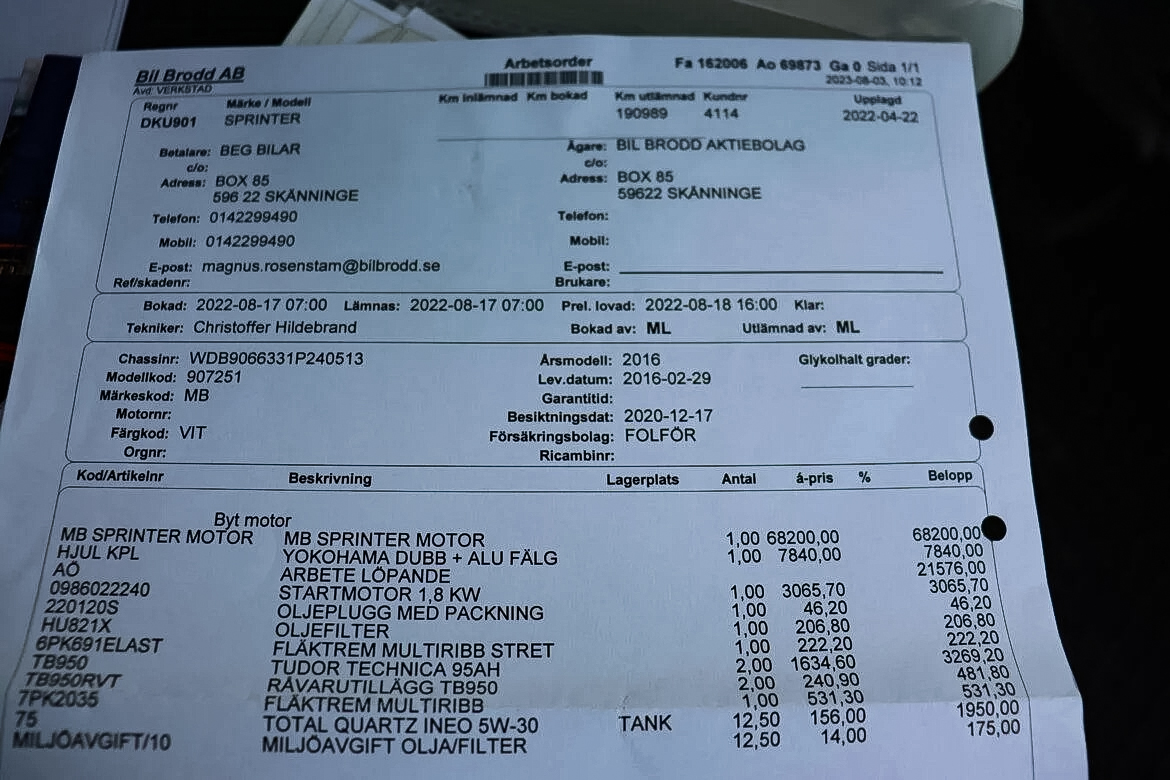 Bil Brodd AB Arbetsorder Fa 162006 Ao 69873 Ga 0 Sida 1/1
Avd: VERKSTAD 2023-08-03, 10:12
Regnr Märke / Modell Km inlämnad Km bokad Km utlämnad Kundnr Upplagd
DKU901 SPRINTER 190989 4114 2022-04-22
Betalare: BEG BILAR Ägare: BIL BRODD AKTIEBOLAG
c/o: c/o:
Adress: BOX 85 Adress: BOX 85
596 22 SKÄNNINGE 59622 SKÄNNINGE
Telefon: 0142299490 Telefon:
Mobil: 0142299490 Mobil:
E-post: magnus.rosenstam@bilbrodd.se E-post:
Ref/skadenr: Brukare:
Bokad: 2022-08-17 07:00 Lämnas: 2022-08-17 07:00 Prel. lovad: 2022-08-18 16:00 Klar:
Tekniker: Christoffer Hildebrand Bokad av: ML Utlämnad av: ML
Chassinr: WDB9066331P240513 Årsmodell: 2016 Glykolhalt grader:
Modellkod: 907251 Lev.datum: 2016-02-29
Märkeskod: MB Garantitid:
Motornr: Besiktningsdat: 2020-12-17
Färgkod: VIT Försäkringsbolag: FOLFÖR
Orgnr: Ricambinr:
Kod/Artikelnr Beskrivning Lagerplats Antal á-pris % Belopp
Byt motor
MB SPRINTER MOTOR MB SPRINTER MOTOR 1,00 68200,00 68200,00
HJUL KPL YOKOHAMA DUBB + ALU FÄLG 1,00 7840,00 7840,00
AÖ ARBETE LÖPANDE 21576,00
0986022240 STARTMOTOR 1,8 KW 1,00 3065,70 3065,70
220120S OLJEPLUGG MED PACKNING 1,00 46,20 46,20
HU821X OLJEFILTER 1,00 206,80 206,80
6PK691ELAST FLÄKTREM MULTIRIBB STRET 1,00 222,20 222,20
TB950 TUDOR TECHNICA 95AH 2,00 1634,60 3269,20
TB950RVT RÅVARUTILLÄGG TB950 2,00 240,90 481,80
7PK2035 FLÄKTREM MULTIRIBB 1,00 531,30 531,30
75 TOTAL QUARTZ INEO 5W-30 TANK 12,50 156,00 1950,00
MILJÖAVGIFT/10 MILJÖAVGIFT OLJA/FILTER 12,50 14,00 175,00